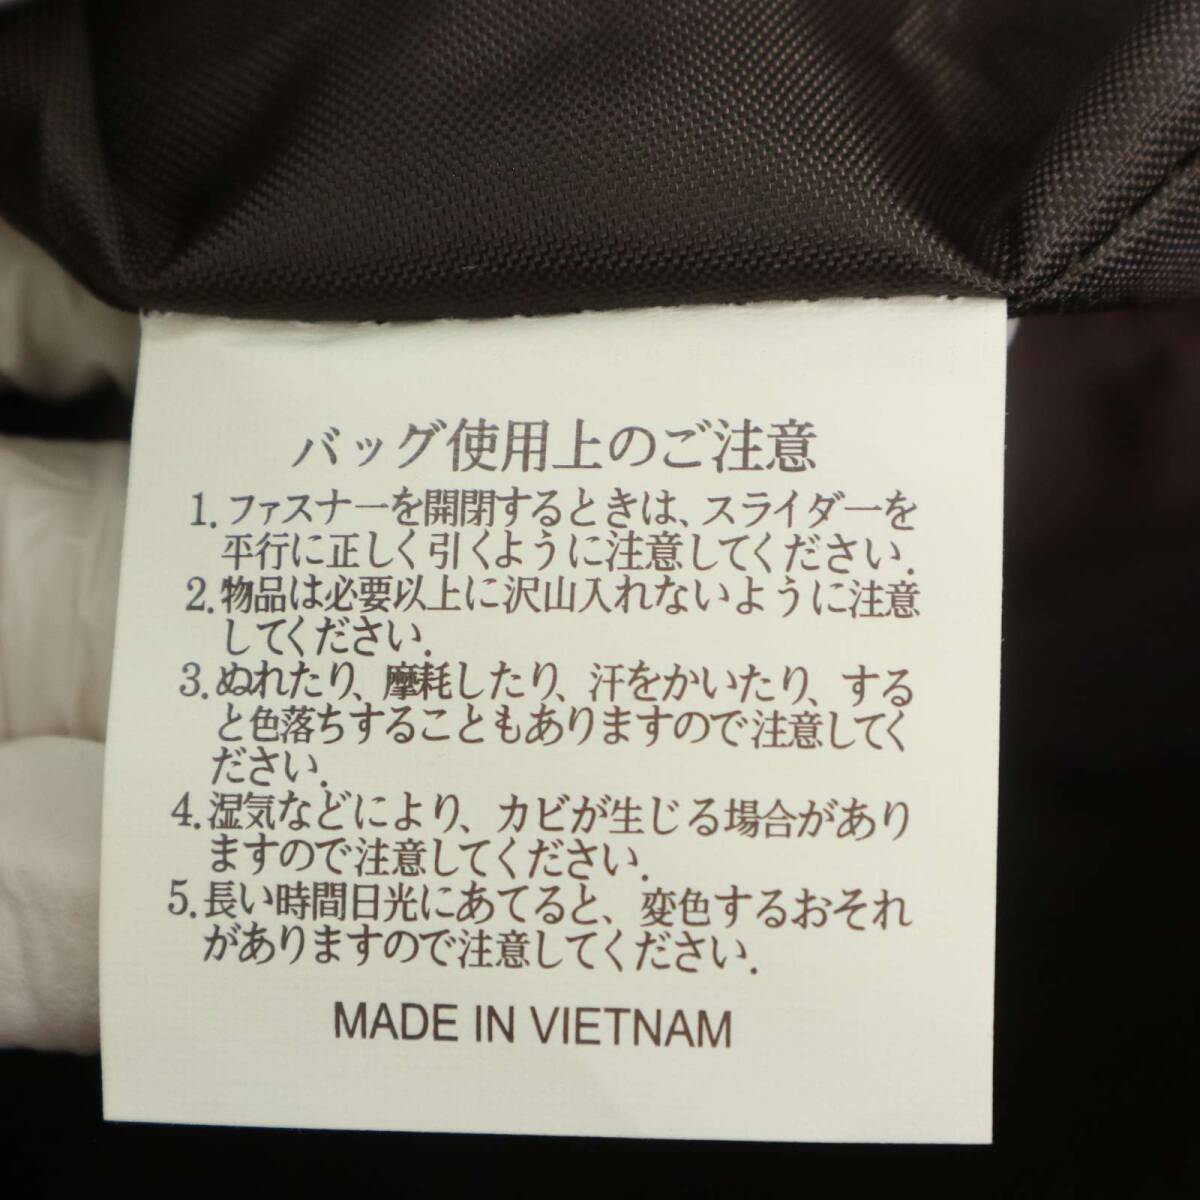 バッグ使用上のご注意
1. ファスナーを開閉するときは、スライダーを
平行に正しく引くように注意してください.
2. 物品は必要以上に沢山入れないように注意
してください.
3. ぬれたり、摩耗したり、汗をかいたり、する
と色落ちすることもありますので注意してく
ださい.
4. 湿気などにより、カビが生じる場合があり
ますので注意してください.
5. 長い時間日光にあてると、変色するおそれ
がありますので注意してください.
MADE IN VIETNAM